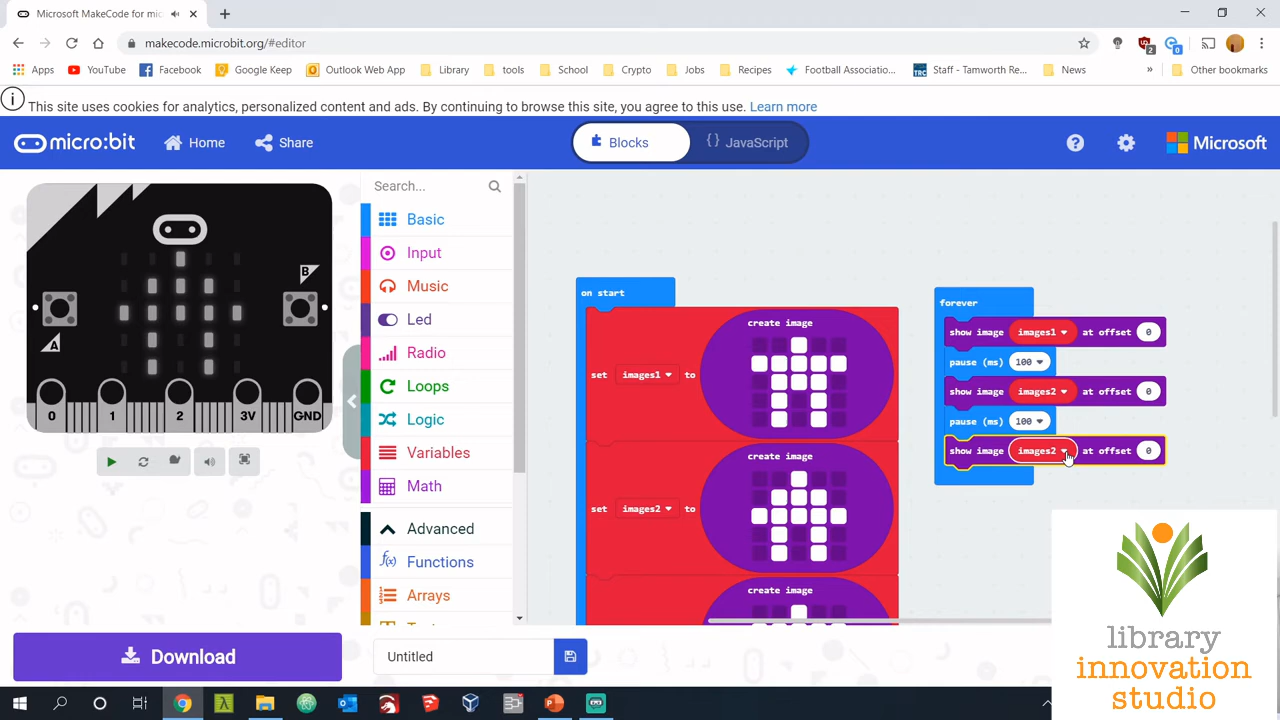 Microsoft MakeCode for mic
makecode.microbit.org/#editor
2
0
Apps YouTube Facebook Google Keep Outlook Web App Library tools School Crypto Jobs Recipes Football Associatio... Staff - Tamworth Re... News » Other bookmarks
This site uses cookies for analytics, personalized content and ads. By continuing to browse this site, you agree to this use. Learn more
micro:bit Home Share Blocks {} JavaScript ? Microsoft
Search...
Basic
Input
Music
Led
Radio
Loops
Logic
Variables
Math
Advanced
Functions
Arrays
B
A
0 1 2 3V GND
on start
set images1 to create image
set images2 to create image
create image
forever
show image images1 at offset 0
pause (ms) 100
show image images2 at offset 0
pause (ms) 100
show image images2 at offset 0
Download
Untitled
library
innovation
studio